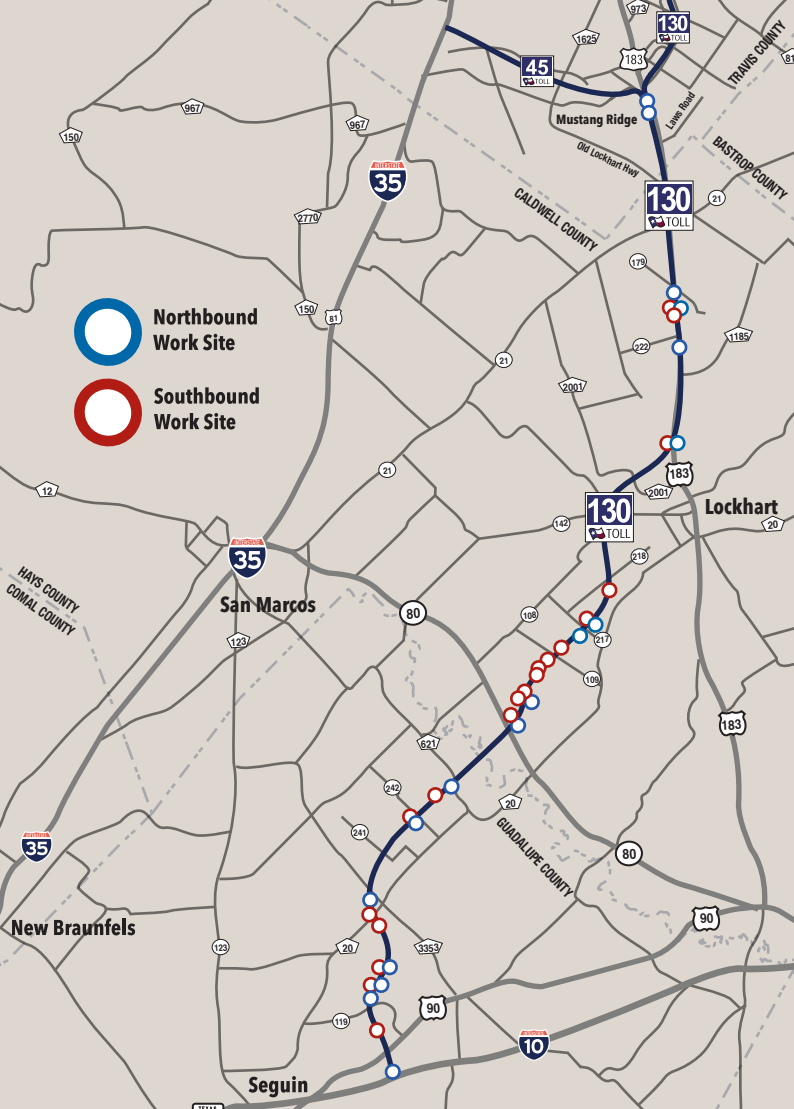 973
130
TOLL
1625
183
TRAVIS COUNTY
81
45
TOLL
967
967
150
Mustang Ridge
Laws Road
Old Lockhart Hwy
BASTROP COUNTY
INTERSTATE
35
130
TOLL
21
2770
CALDWELL COUNTY
179
150
81
Northbound
Work Site
222
1185
21
2001
Southbound
Work Site
21
183
12
2001
130
TOLL
Lockhart
142
20
INTERSTATE
35
218
HAYS COUNTY
COMAL COUNTY
San Marcos
80
108
123
217
109
183
621
242
20
241
GUADALUPE COUNTY
35
80
90
New Braunfels
123
20
3353
90
119
10
Seguin
TEXAS